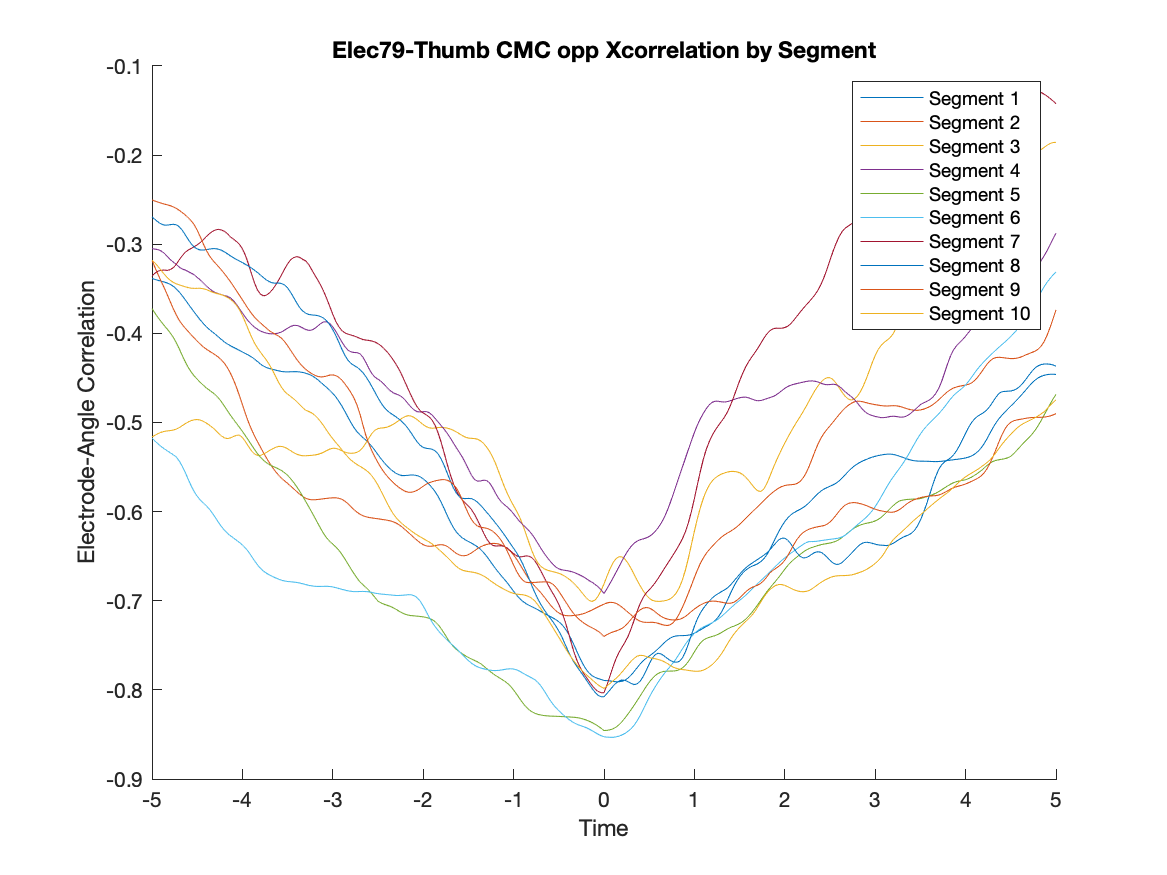 Elec79-Thumb CMC opp Xcorrelation by Segment
-0.1
-0.2
-0.3
-0.4
-0.5
-0.6
-0.7
-0.8
-0.9
Electrode-Angle Correlation
Segment 1
Segment 2
Segment 3
Segment 4
Segment 5
Segment 6
Segment 7
Segment 8
Segment 9
Segment 10
-5 -4 -3 -2 -1 0 1 2 3 4 5
Time